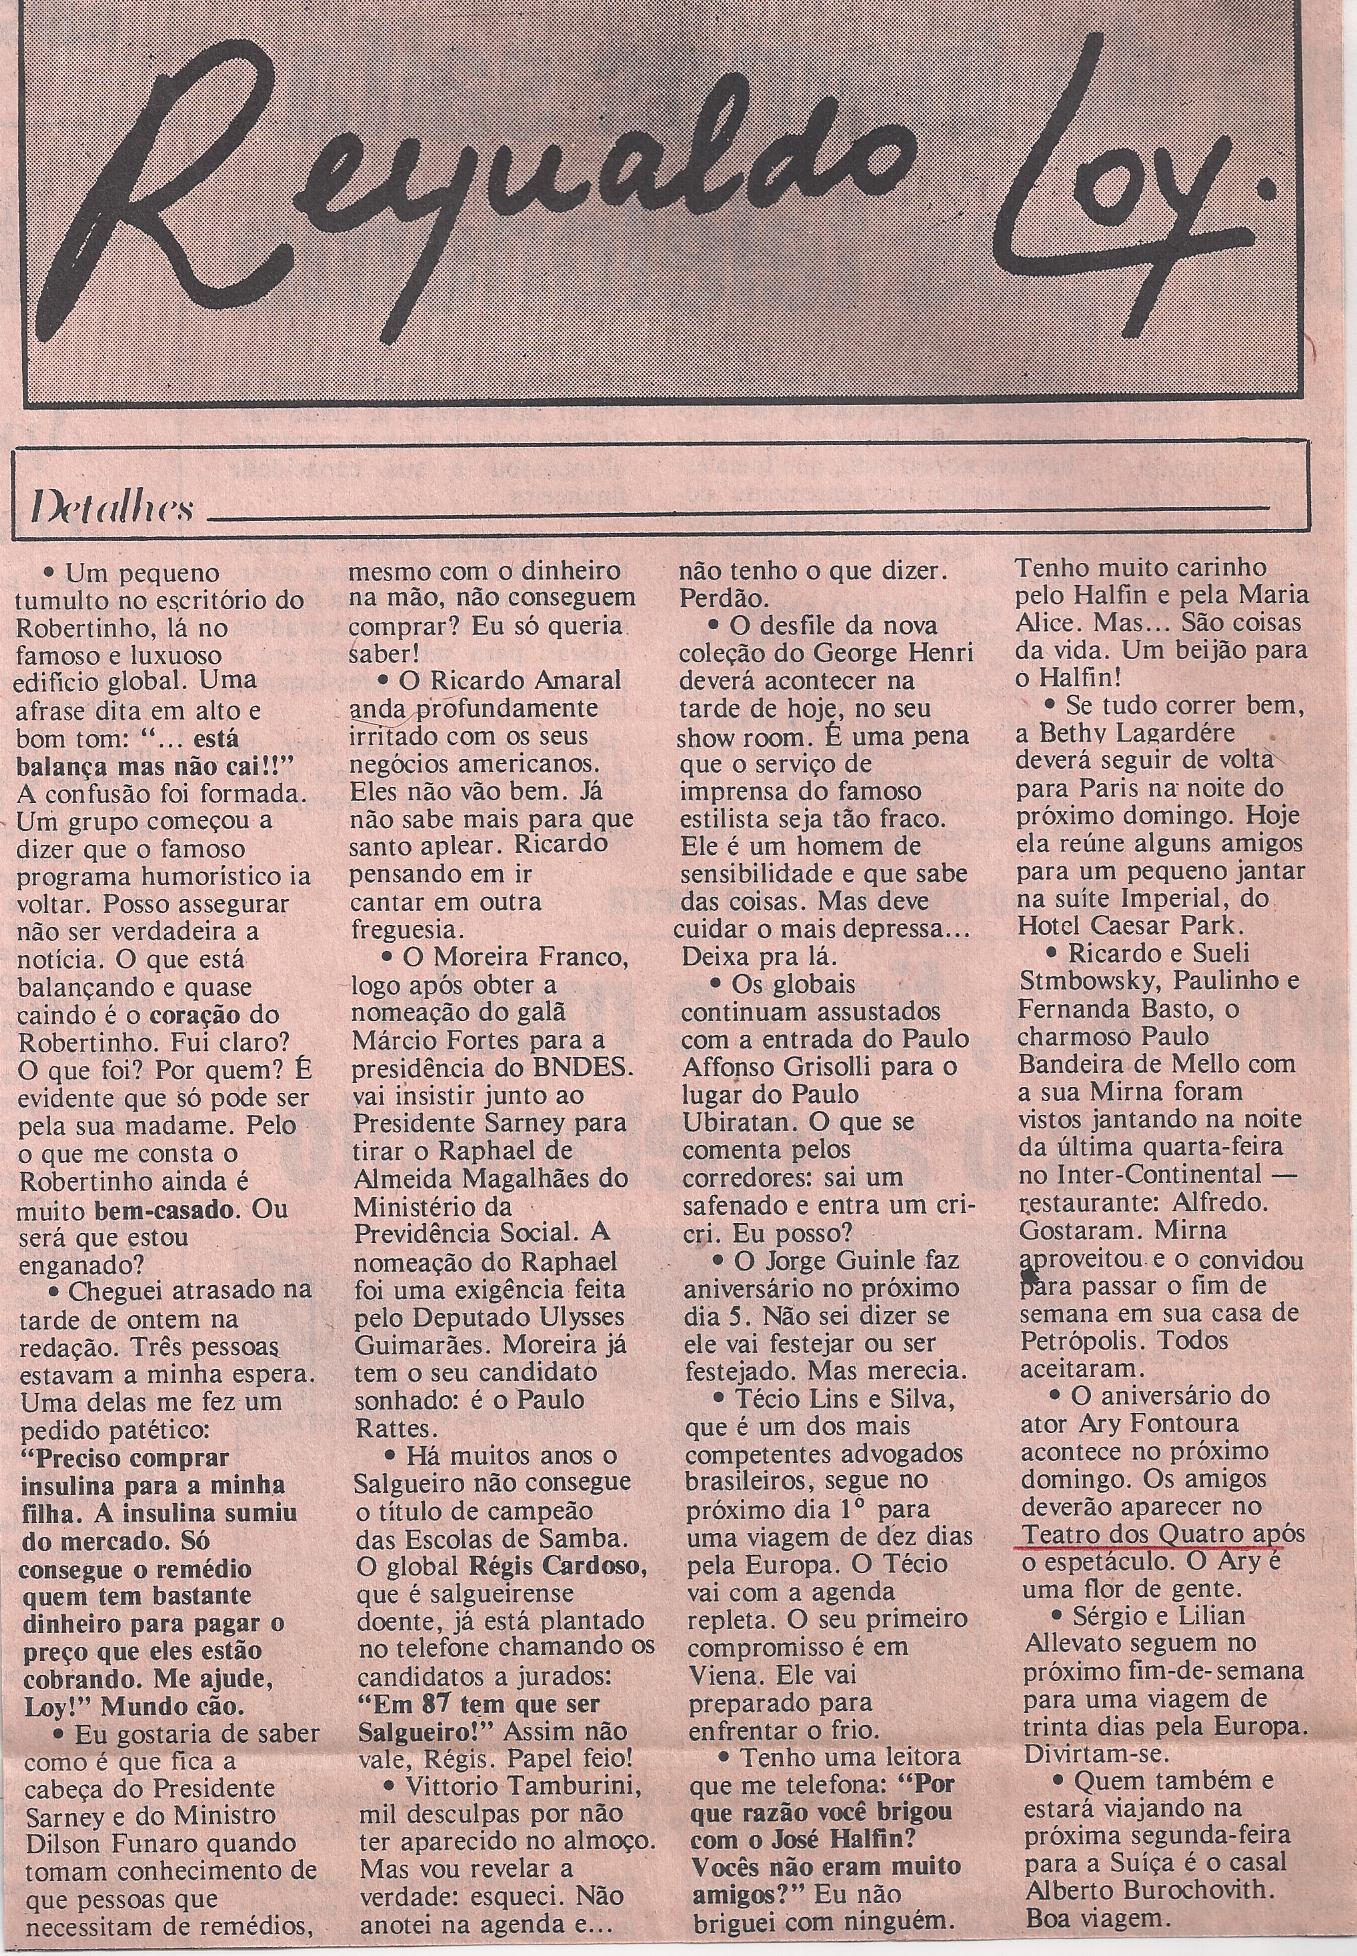 Reynaldo Loy.
Detalhes
• Um pequeno
tumulto no escritório do
Robertinho, lá no
famoso e luxuoso
edifício global. Uma
afrase dita em alto e
bom tom: “... está
balança mas não cai!!”
A confusão foi formada.
Um grupo começou a
dizer que o famoso
programa humorístico ia
voltar. Posso assegurar
não ser verdadeira a
notícia. O que está
balançando e quase
caindo é o coração do
Robertinho. Fui claro?
O que foi? Por quem? É
evidente que só pode ser
pela sua madame. Pelo
o que me consta o
Robertinho ainda é
muito bem-casado. Ou
será que estou
enganado?
• Cheguei atrasado na
tarde de ontem na
redação. Três pessoas
estavam a minha espera.
Uma delas me fez um
pedido patético:
“Preciso comprar
insulina para a minha
filha. A insulina sumiu
do mercado. Só
consegue o remédio
quem tem bastante
dinheiro para pagar o
preço que eles estão
cobrando. Me ajude,
Loy!” Mundo cão.
• Eu gostaria de saber
como é que fica a
cabeça do Presidente
Sarney e do Ministro
Dilson Funaro quando
tomam conhecimento de
que pessoas que
necessitam de remédios,
mesmo com o dinheiro
na mão, não conseguem
comprar? Eu só queria
saber!
• O Ricardo Amaral
anda profundamente
irritado com os seus
negócios americanos.
Eles não vão bem. Já
não sabe mais para que
santo aplear. Ricardo
pensando em ir
cantar em outra
freguesia.
• O Moreira Franco,
logo após obter a
nomeação do galã
Márcio Fortes para a
presidência do BNDES.
vai insistir junto ao
Presidente Sarney para
tirar o Raphael de
Almeida Magalhães do
Ministério da
Previdência Social. A
nomeação do Raphael
foi uma exigência feita
pelo Deputado Ulysses
Guimarães. Moreira já
tem o seu candidato
sonhado: é o Paulo
Rattes.
• Há muitos anos o
Salgueiro não consegue
o título de campeão
das Escolas de Samba.
O global Régis Cardoso,
que é salgueirense
doente, já está plantado
no telefone chamando os
candidatos a jurados:
“Em 87 tem que ser
Salgueiro!” Assim não
vale, Régis. Papel feio!
• Vittorio Tamburini,
mil desculpas por não
ter aparecido no almoço.
Mas vou revelar a
verdade: esqueci. Não
anotei na agenda e...
não tenho o que dizer.
Perdão.
• O desfile da nova
coleção do George Henri
deverá acontecer na
tarde de hoje, no seu
show room. É uma pena
que o serviço de
imprensa do famoso
estilista seja tão fraco.
Ele é um homem de
sensibilidade e que sabe
das coisas. Mas deve
cuidar o mais depressa...
Deixa pra lá.
• Os globais
continuam assustados
com a entrada do Paulo
Affonso Grisolli para o
lugar do Paulo
Ubiratan. O que se
comenta pelos
corredores: sai um
safenado e entra um cri-
cri. Eu posso?
• O Jorge Guinle faz
aniversário no próximo
dia 5. Não sei dizer se
ele vai festejar ou ser
festejado. Mas merecia.
• Técio Lins e Silva,
que é um dos mais
competentes advogados
brasileiros, segue no
próximo dia 1º para
uma viagem de dez dias
pela Europa. O Técio
vai com a agenda
repleta. O seu primeiro
compromisso é em
Viena. Ele vai
preparado para
enfrentar o frio.
• Tenho uma leitora
que me telefona: “Por
que razão você brigou
com o José Halfin?
Vocês não eram muito
amigos?” Eu não
briguei com ninguém.
Tenho muito carinho
pelo Halfin e pela Maria
Alice. Mas... São coisas
da vida. Um beijão para
o Halfin!
• Se tudo correr bem,
a Bethy Lagardére
deverá seguir de volta
para Paris na noite do
próximo domingo. Hoje
ela reúne alguns amigos
para um pequeno jantar
na suíte Imperial, do
Hotel Caesar Park.
• Ricardo e Sueli
Stmbowsky, Paulinho e
Fernanda Basto, o
charmoso Paulo
Bandeira de Mello com
a sua Mirna foram
vistos jantando na noite
da última quarta-feira
no Inter-Continental —
restaurante: Alfredo.
Gostaram. Mirna
aproveitou e o convidou
para passar o fim de
semana em sua casa de
Petrópolis. Todos
aceitaram.
• O aniversário do
ator Ary Fontoura
acontece no próximo
domingo. Os amigos
deverão aparecer no
Teatro dos Quatro após
o espetáculo. O Ary é
uma flor de gente.
• Sérgio e Lilian
Allevato seguem no
próximo fim-de-semana
para uma viagem de
trinta dias pela Europa.
Divirtam-se.
• Quem também e
estará viajando na
próxima segunda-feira
para a Suíça é o casal
Alberto Burochovith.
Boa viagem.